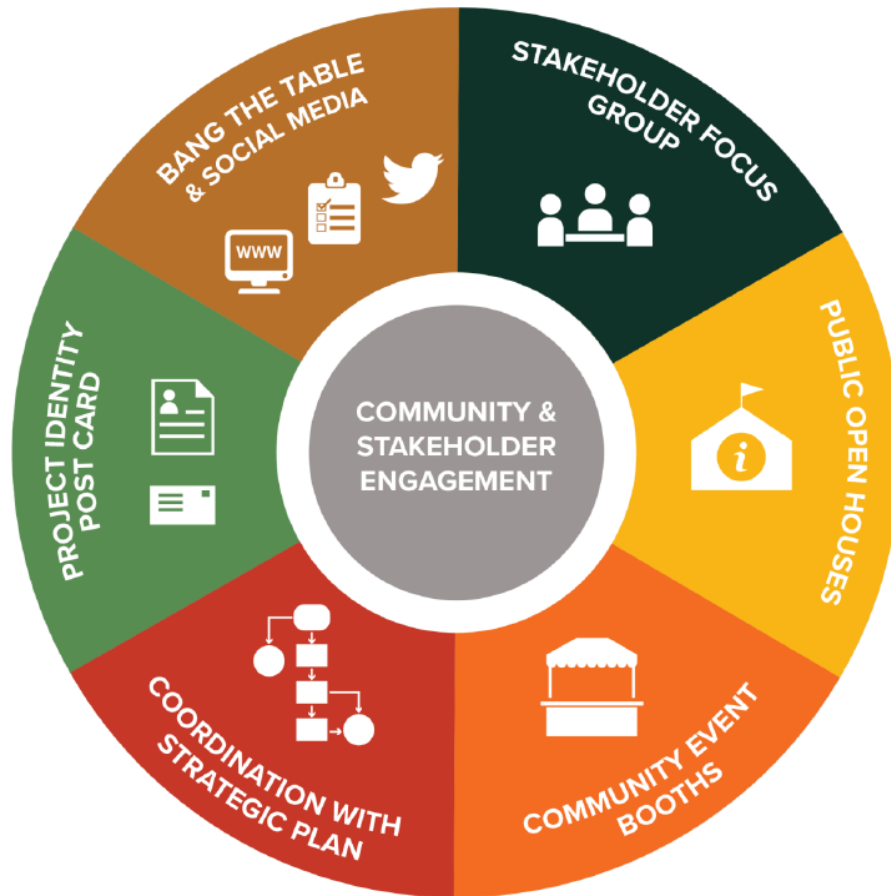 BANG THE TABLE
& SOCIAL MEDIA
WWW
STAKEHOLDER FOCUS
GROUP
PUBLIC OPEN HOUSES
i
COMMUNITY EVENT
BOOTHS
COORDINATION WITH
STRATEGIC PLAN
PROJECT IDENTITY
POST CARD
COMMUNITY &
STAKEHOLDER
ENGAGEMENT